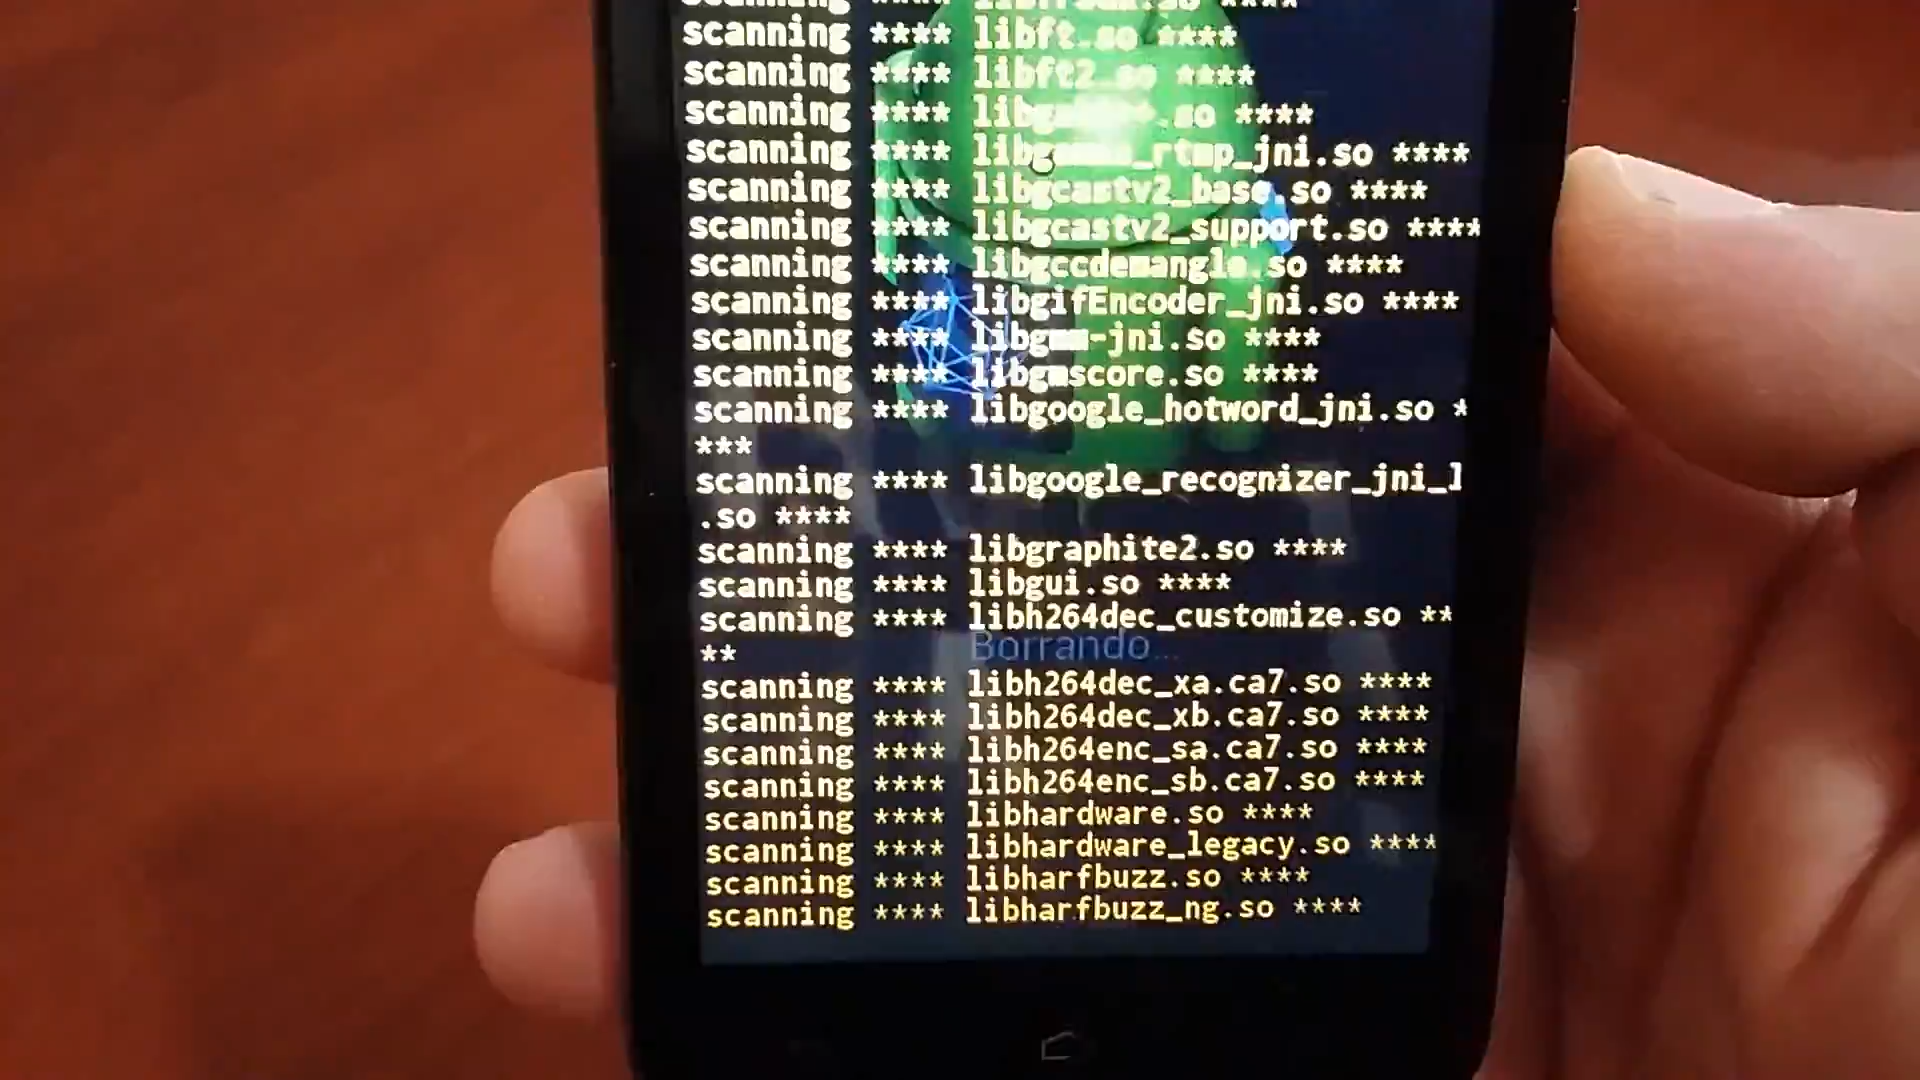 scanning **** libft.so ****
scanning **** libft2.so ****
scanning **** .so ****
scanning **** _rtmp_jni.so ****
scanning **** libgcastv2_base.so ****
scanning **** libgcastv2_support.so ****
scanning **** libgccdemangle.so ****
scanning **** libgifEncoder_jni.so ****
scanning **** libgmm-jni.so ****
scanning **** libgmscore.so ****
scanning **** libgoogle_hotword_jni.so *
***
scanning **** libgoogle_recognizer_jni_l
.so ****
scanning **** libgraphite2.so ****
scanning **** libgui.so ****
scanning **** libh264dec_customize.so **
Borrando...
**
scanning **** libh264dec_xa.ca7.so ****
scanning **** libh264dec_xb.ca7.so ****
scanning **** libh264enc_sa.ca7.so ****
scanning **** libh264enc_sb.ca7.so ****
scanning **** libhardware.so ****
scanning **** libhardware_legacy.so ****
scanning **** libharfbuzz.so ****
scanning **** libharfbuzz_ng.so ****